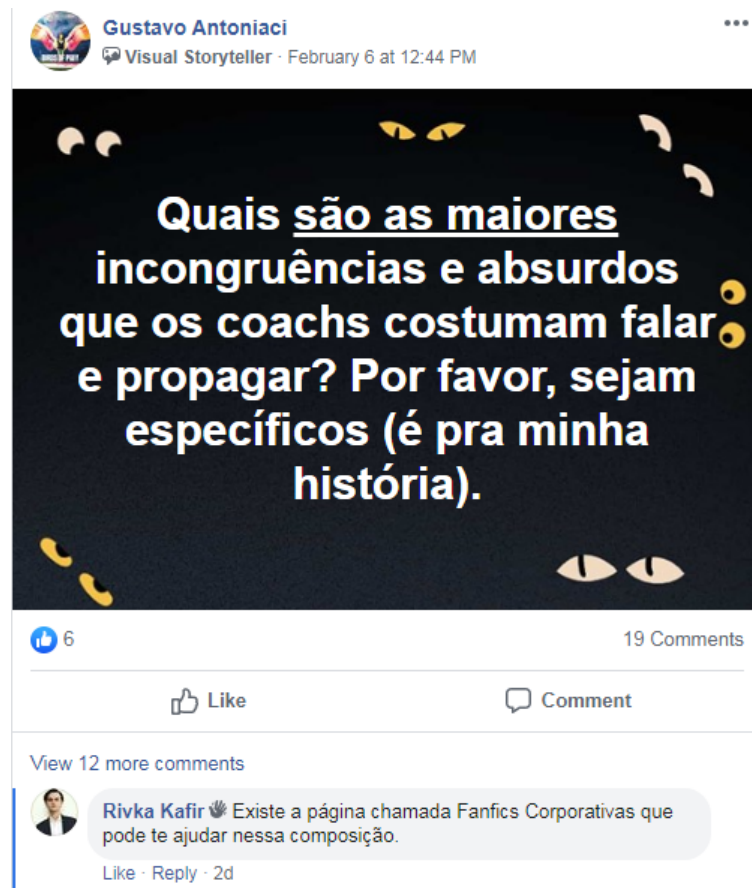 Gustavo Antoniaci
Visual Storyteller · February 6 at 12:44 PM
Quais são as maiores
incongruências e absurdos
que os coachs costumam falar
e propagar? Por favor, sejam
específicos (é pra minha
história).
6
19 Comments
Like
Comment
View 12 more comments
Rivka Kafir Existe a página chamada Fanfics Corporativas que
pode te ajudar nessa composição.
Like · Reply · 2d